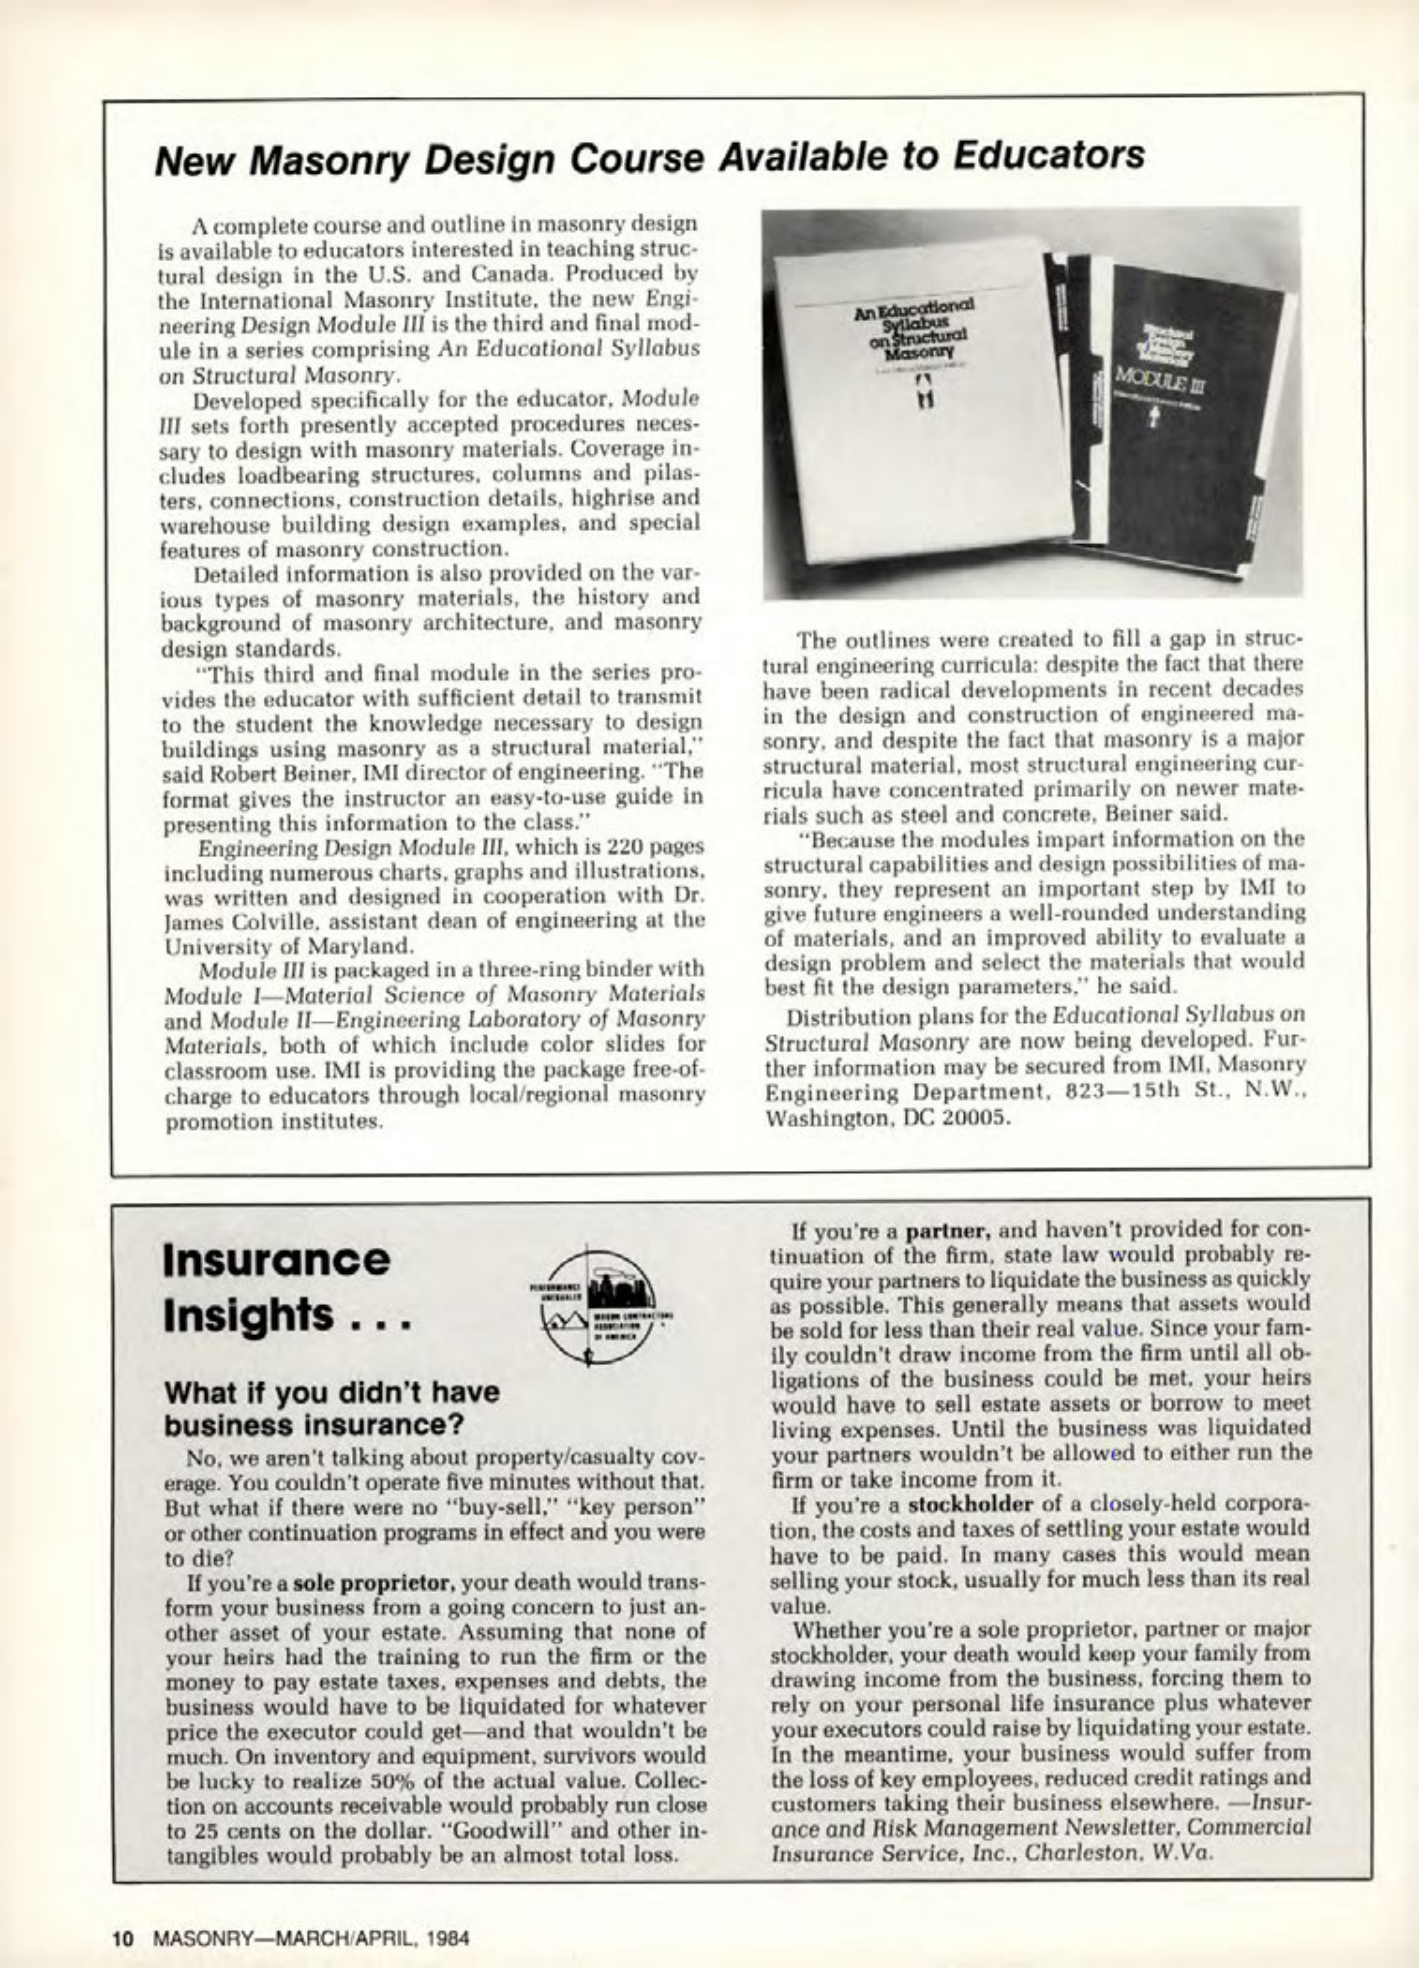 New Masonry Design Course Available to Educators
A complete course and outline in masonry design
is available to educators interested in teaching struc-
tural design in the U.S. and Canada. Produced by
the International Masonry Institute, the new Engi-
neering Design Module III is the third and final mod-
ule in a series comprising An Educational Syllabus
on Structural Masonry.
Developed specifically for the educator, Module
III sets forth presently accepted procedures neces-
sary to design with masonry materials. Coverage in-
cludes loadbearing structures, columns and pilas-
ters, connections, construction details, highrise and
warehouse building design examples, and special
features of masonry construction.
Detailed information is also provided on the var-
ious types of masonry materials, the history and
background of masonry architecture, and masonry
design standards.
"This third and final module in the series pro-
vides the educator with sufficient detail to transmit
to the student the knowledge necessary to design
buildings using masonry as a structural material,"
said Robert Beiner, IMI director of engineering. "The
format gives the instructor an easy-to-use guide in
presenting this information to the class."
Engineering Design Module III, which is 220 pages
including numerous charts, graphs and illustrations,
was written and designed in cooperation with Dr.
James Colville, assistant dean of engineering at the
University of Maryland.
Module III is packaged in a three-ring binder with
Module I—Material Science of Masonry Materials
and Module II—Engineering Laboratory of Masonry
Materials, both of which include color slides for
classroom use. IMI is providing the package free-of-
charge to educators through local/regional masonry
promotion institutes.
An Educational
Syllabus
on Structural
Masonry
Structural
Design
of Masonry
Materials
MODULE III
The outlines were created to fill a gap in struc-
tural engineering curricula: despite the fact that there
have been radical developments in recent decades
in the design and construction of engineered ma-
sonry, and despite the fact that masonry is a major
structural material, most structural engineering cur-
ricula have concentrated primarily on newer mate-
rials such as steel and concrete, Beiner said.
"Because the modules impart information on the
structural capabilities and design possibilities of ma-
sonry, they represent an important step by IMI to
give future engineers a well-rounded understanding
of materials, and an improved ability to evaluate a
design problem and select the materials that would
best fit the design parameters," he said.
Distribution plans for the Educational Syllabus on
Structural Masonry are now being developed. Fur-
ther information may be secured from IMI, Masonry
Engineering Department, 823—15th St., N.W.,
Washington, DC 20005.
Insurance
Insights . . .
PERFORMANCE
UNEQUALED
MASON CONTRACTORS
ASSOCIATION
OF AMERICA
What if you didn't have
business insurance?
No, we aren't talking about property/casualty cov-
erage. You couldn't operate five minutes without that.
But what if there were no "buy-sell," "key person"
or other continuation programs in effect and you were
to die?
If you're a sole proprietor, your death would trans-
form your business from a going concern to just an-
other asset of your estate. Assuming that none of
your heirs had the training to run the firm or the
money to pay estate taxes, expenses and debts, the
business would have to be liquidated for whatever
price the executor could get—and that wouldn't be
much. On inventory and equipment, survivors would
be lucky to realize 50% of the actual value. Collec-
tion on accounts receivable would probably run close
to 25 cents on the dollar. "Goodwill" and other in-
tangibles would probably be an almost total loss.
If you're a partner, and haven't provided for con-
tinuation of the firm, state law would probably re-
quire your partners to liquidate the business as quickly
as possible. This generally means that assets would
be sold for less than their real value. Since your fam-
ily couldn't draw income from the firm until all ob-
ligations of the business could be met, your heirs
would have to sell estate assets or borrow to meet
living expenses. Until the business was liquidated
your partners wouldn't be allowed to either run the
firm or take income from it.
If you're a stockholder of a closely-held corpora-
tion, the costs and taxes of settling your estate would
have to be paid. In many cases this would mean
selling your stock, usually for much less than its real
value.
Whether you're a sole proprietor, partner or major
stockholder, your death would keep your family from
drawing income from the business, forcing them to
rely on your personal life insurance plus whatever
your executors could raise by liquidating your estate.
In the meantime, your business would suffer from
the loss of key employees, reduced credit ratings and
customers taking their business elsewhere. —Insur-
ance and Risk Management Newsletter, Commercial
Insurance Service, Inc., Charleston, W.Va.
10 MASONRY—MARCH/APRIL, 1984